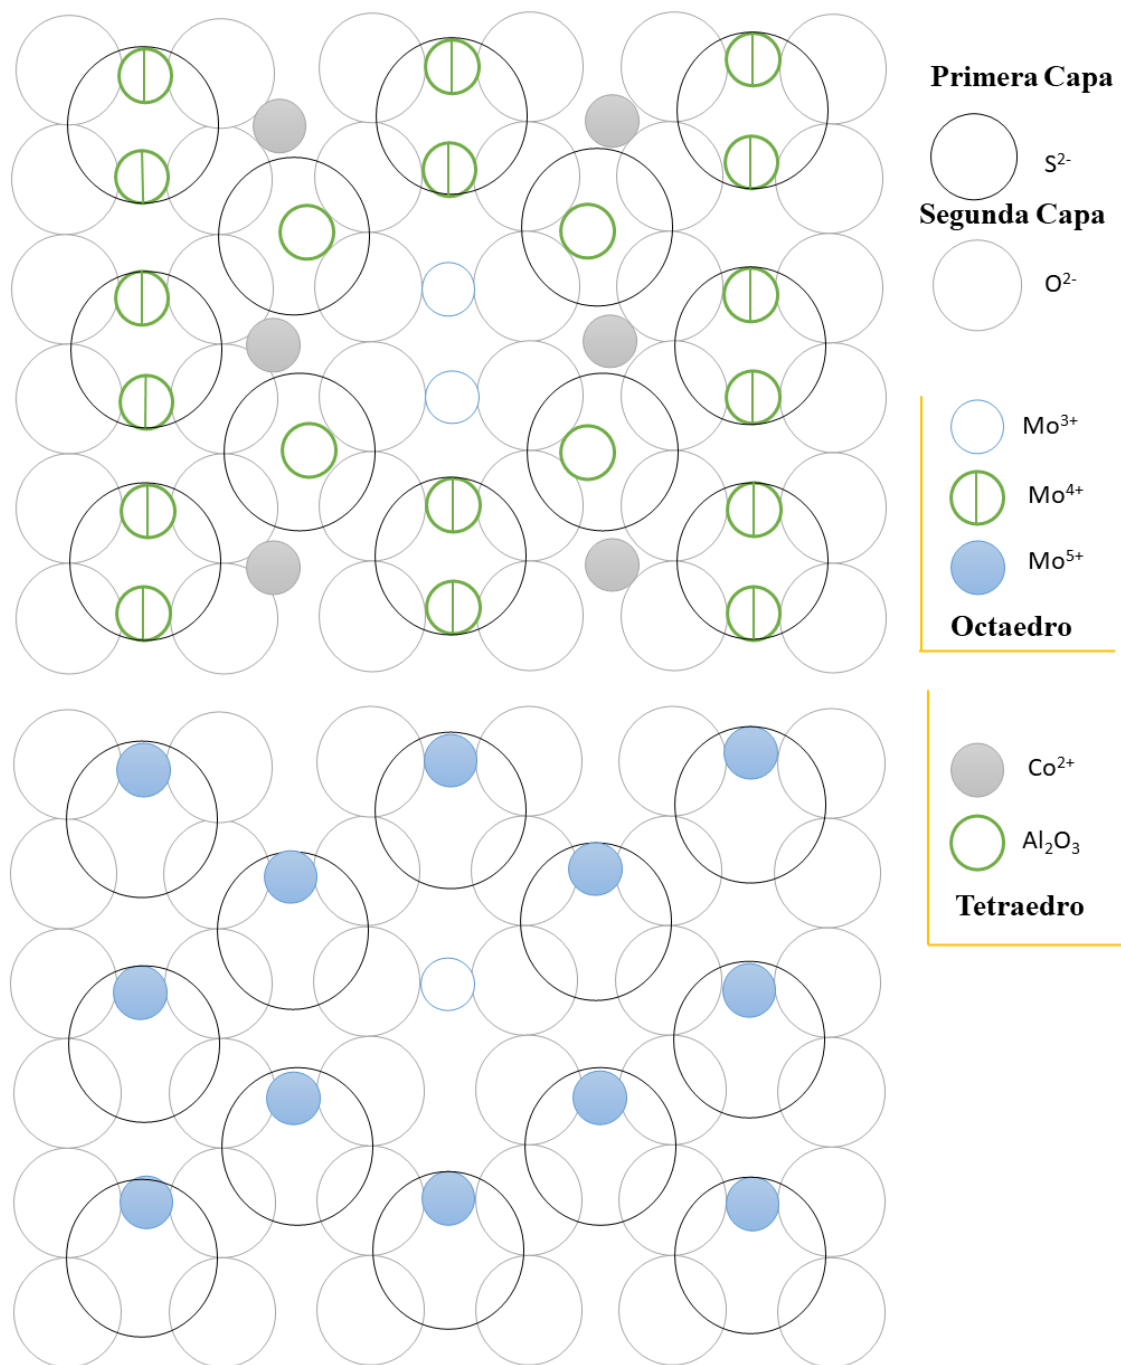 Primera Capa
S²⁻
Segunda Capa
O²⁻
Mo³⁺
Mo⁴⁺
Mo⁵⁺
Octaedro
Co²⁺
Al₂O₃
Tetraedro